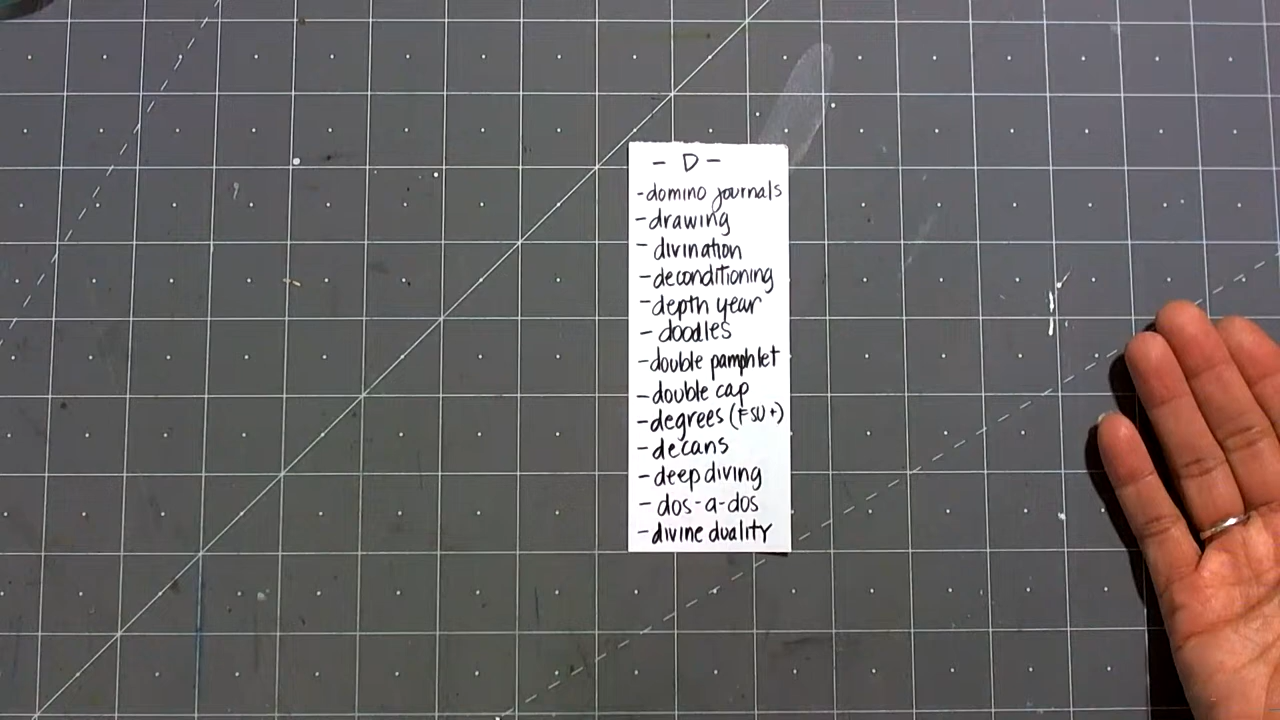 - D -
- domino journals
- drawing
- divination
- deconditioning
- depth year
- doodles
- double pamphlet
- double cap
- degrees (FSU+)
- decans
- deep diving
- dos-a-dos
- divine duality